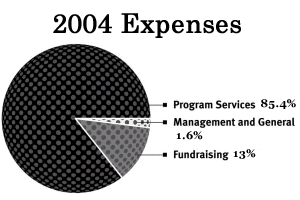 2004 Expenses
Program Services 85.4%
Management and General
1.6%
Fundraising 13%